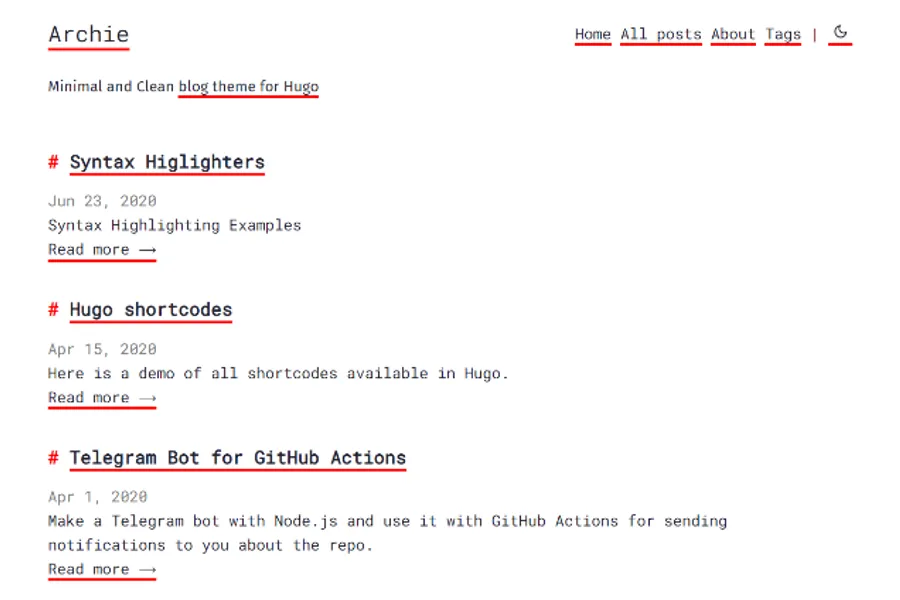 Archie
Home All posts About Tags |
Minimal and Clean blog theme for Hugo
# Syntax Higlighters
Jun 23, 2020
Syntax Highlighting Examples
Read more ⟶
# Hugo shortcodes
Apr 15, 2020
Here is a demo of all shortcodes available in Hugo.
Read more ⟶
# Telegram Bot for GitHub Actions
Apr 1, 2020
Make a Telegram bot with Node.js and use it with GitHub Actions for sending
notifications to you about the repo.
Read more ⟶